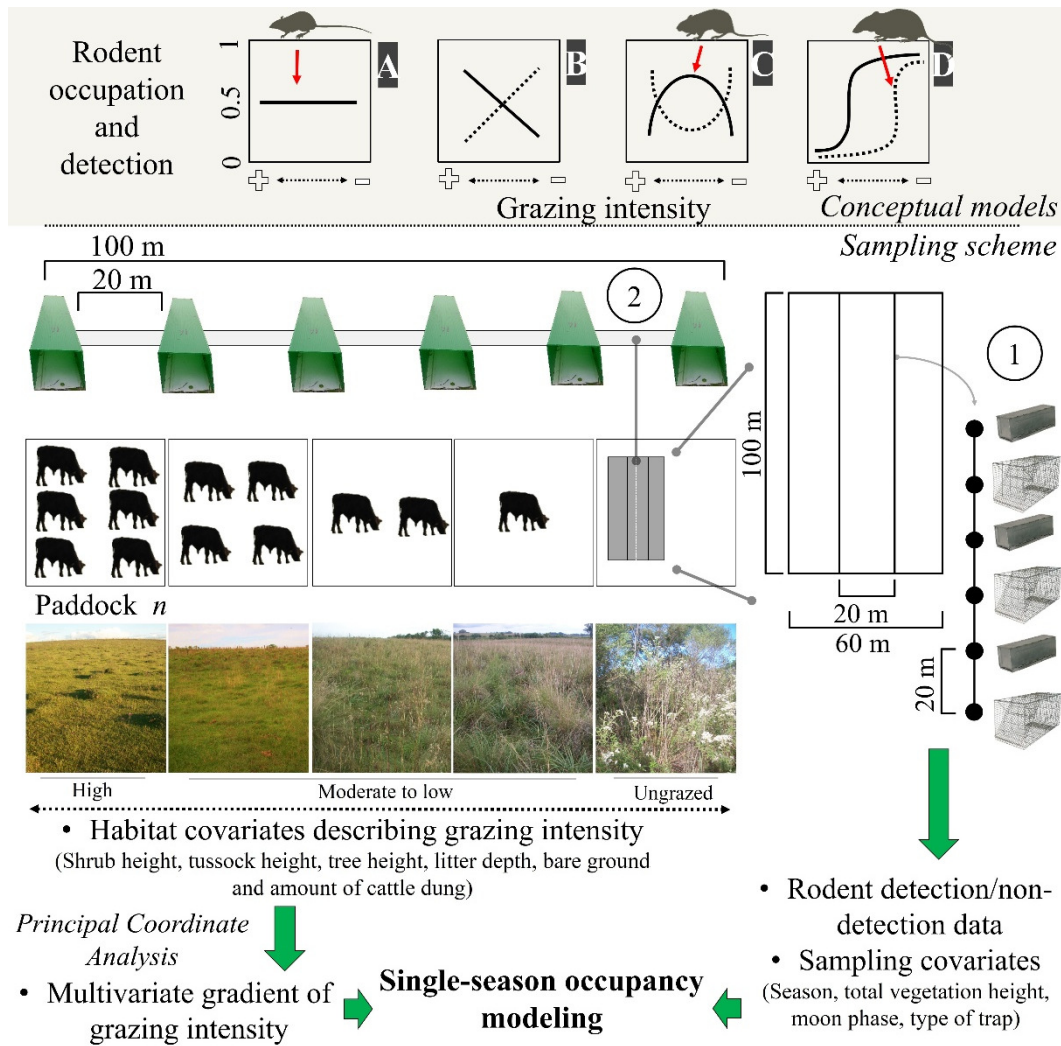 Rodent
occupation
and
detection
1
0.5
0
A
B
C
D
Grazing intensity
Conceptual models
Sampling scheme
100 m
20 m
2
1
100 m
20 m
60 m
20 m
Paddock n
High
Moderate to low
Ungrazed
• Habitat covariates describing grazing intensity
(Shrub height, tussock height, tree height, litter depth, bare ground
and amount of cattle dung)
Principal Coordinate
Analysis
• Multivariate gradient of
grazing intensity
Single-season occupancy
modeling
• Rodent detection/non-
detection data
• Sampling covariates
(Season, total vegetation height,
moon phase, type of trap)